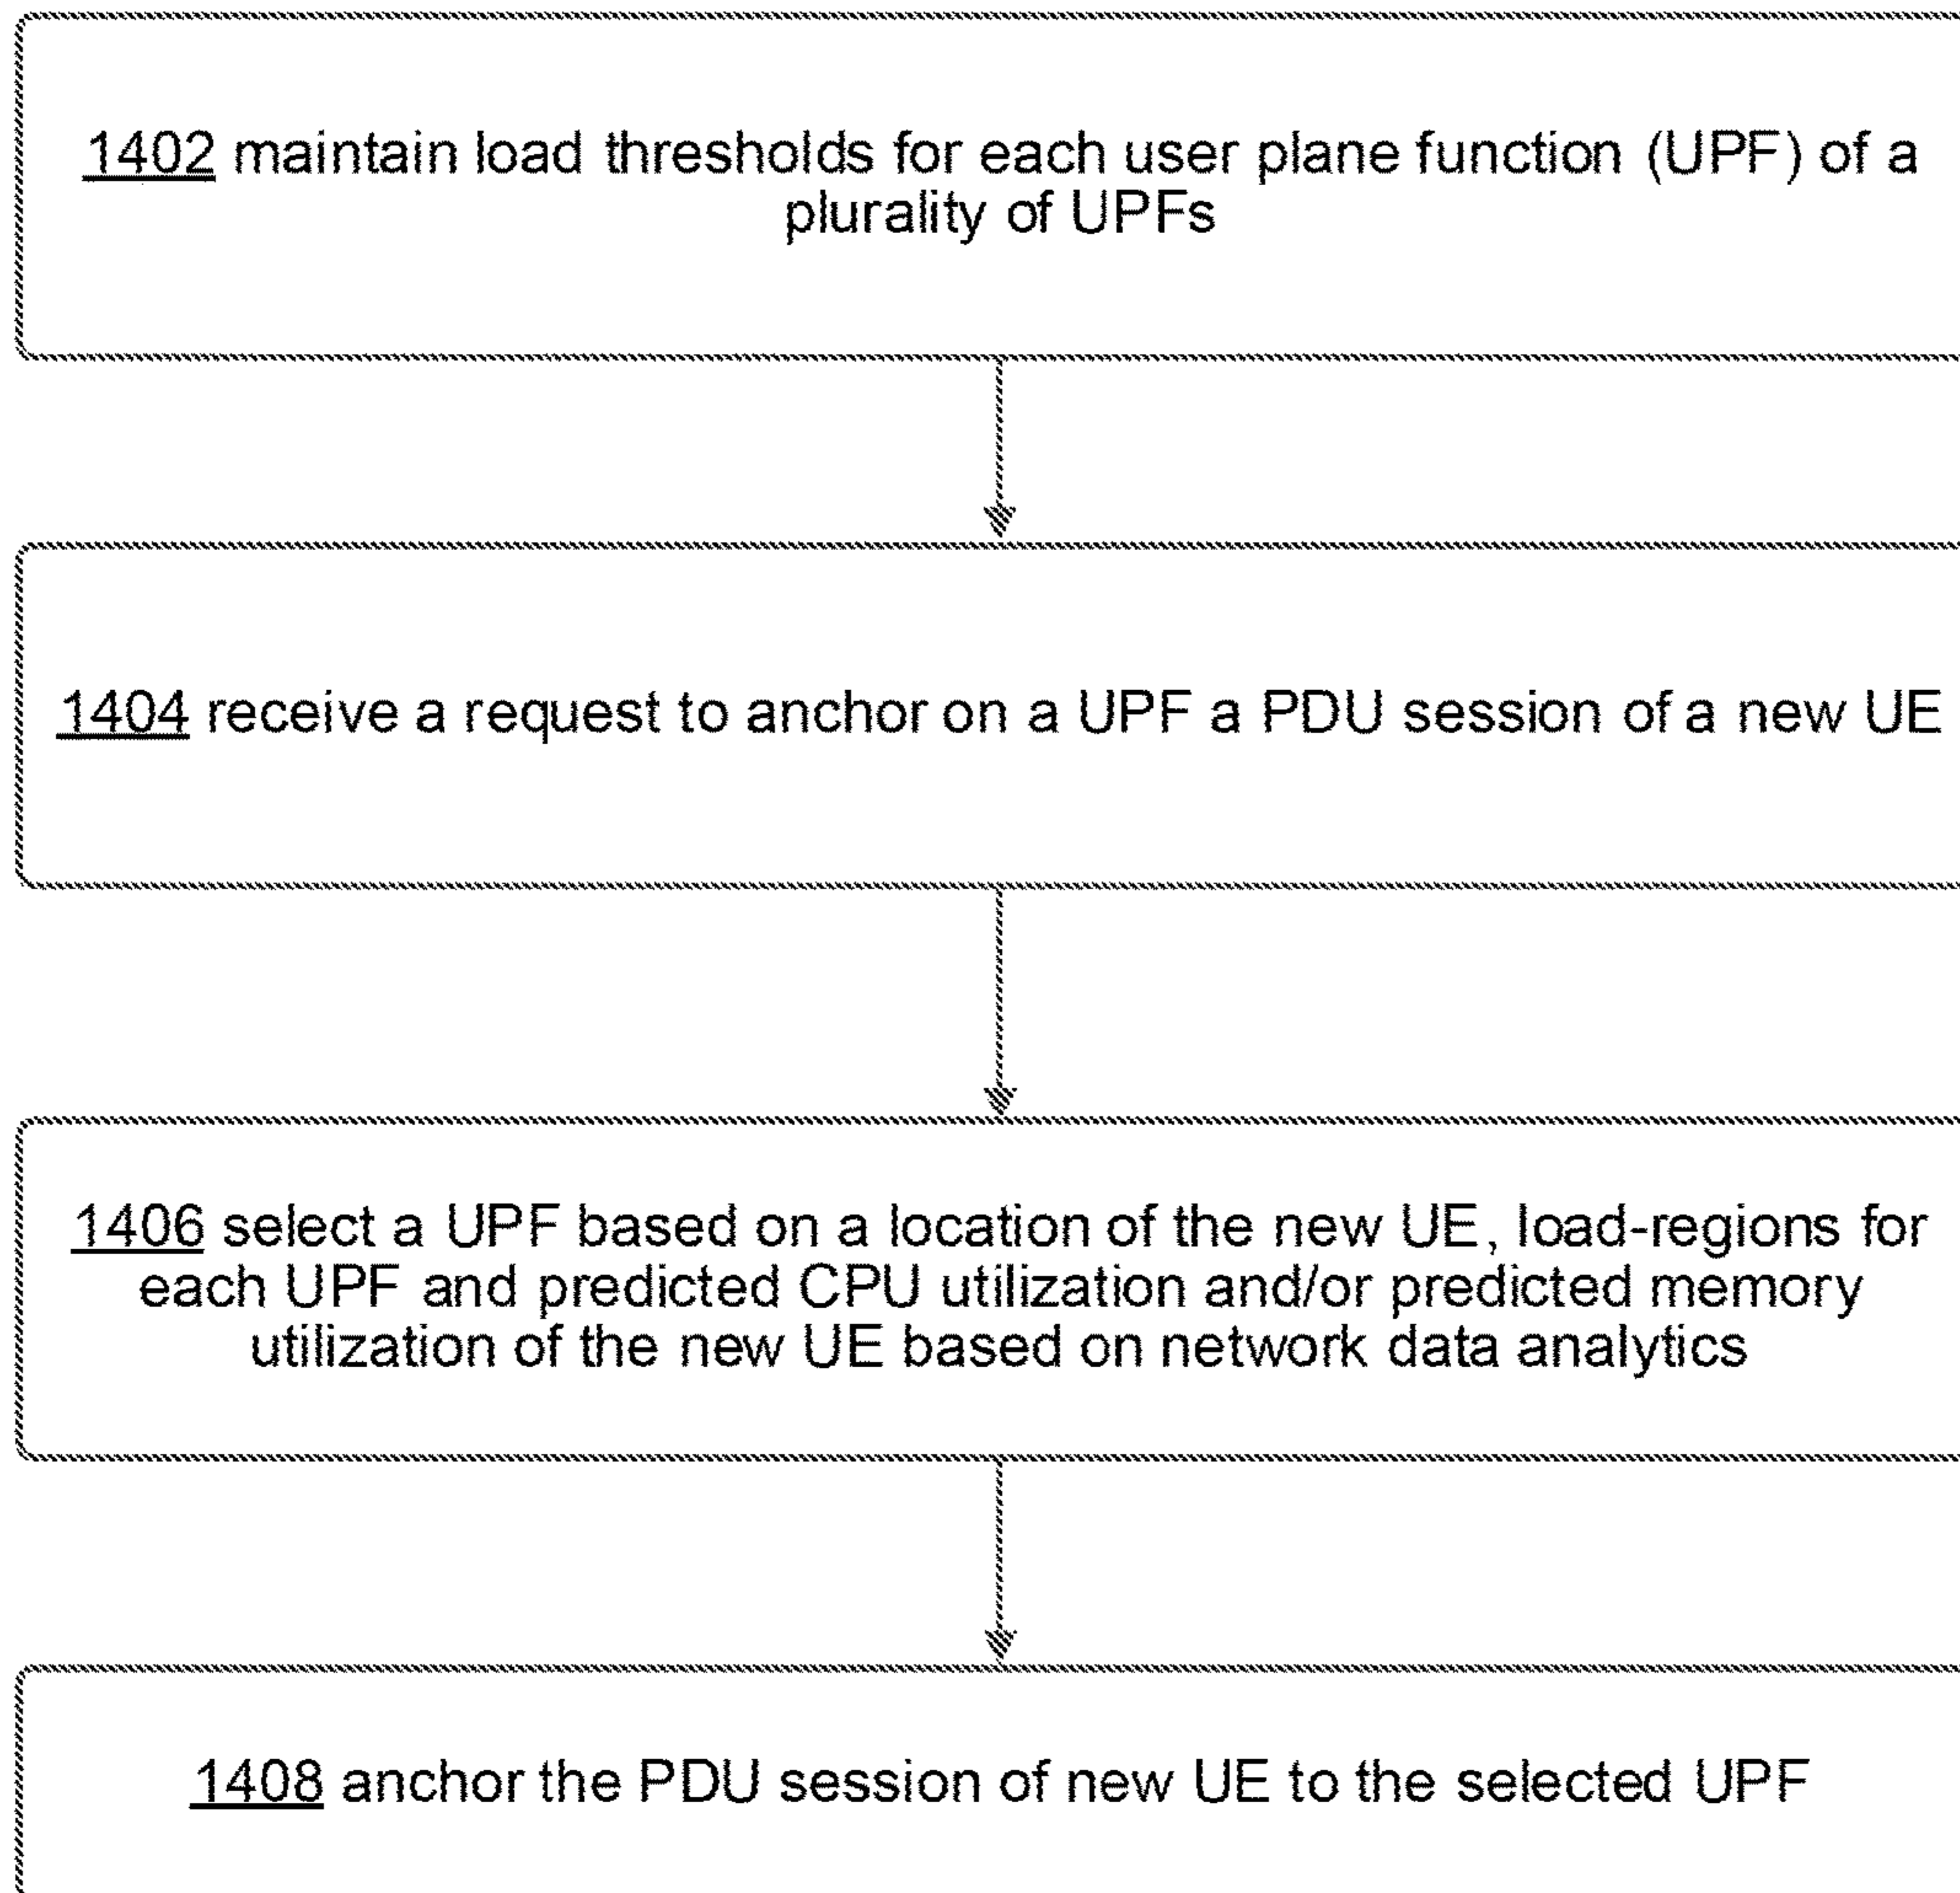 1402 maintain load thresholds for each user plane function (UPF) of a
plurality of UPFs
1404 receive a request to anchor on a UPF a PDU session of a new UE
1406 select a UPF based on a location of the new UE, load-regions for
each UPF and predicted CPU utilization and/or predicted memory
utilization of the new UE based on network data analytics
1408 anchor the PDU session of new UE to the selected UPF